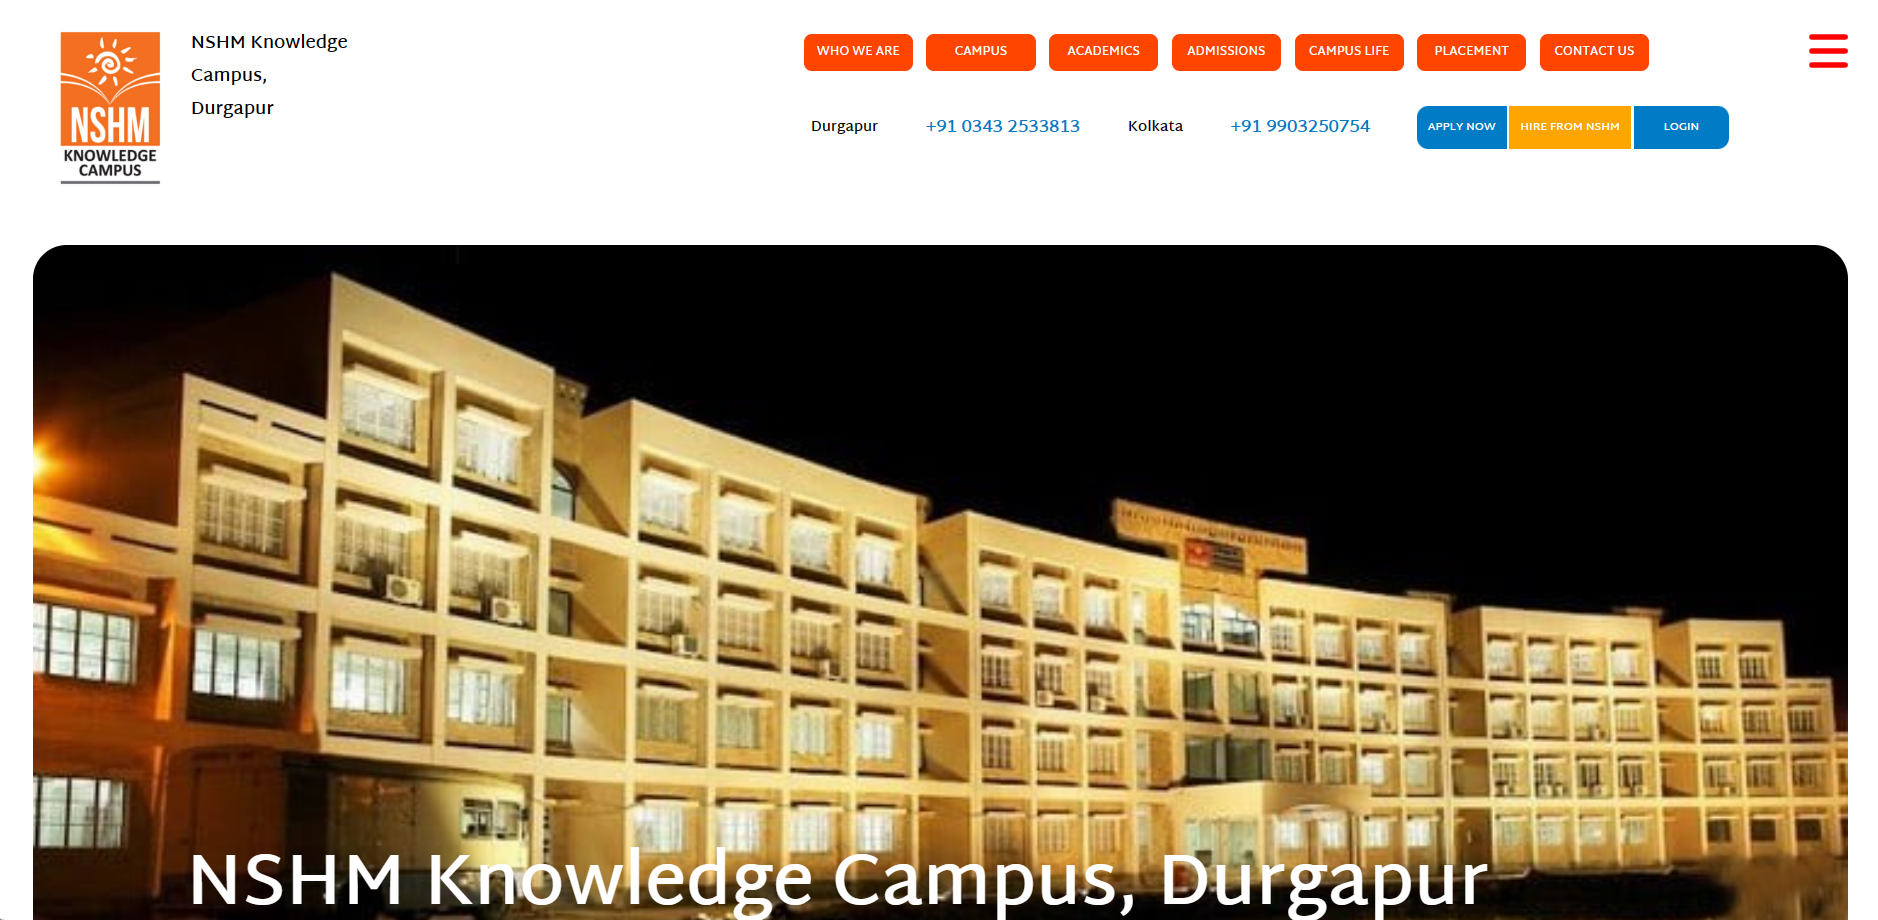 NSHM
KNOWLEDGE
CAMPUS
NSHM Knowledge
Campus,
Durgapur
WHO WE ARE
CAMPUS
ACADEMICS
ADMISSIONS
CAMPUS LIFE
PLACEMENT
CONTACT US
Durgapur
+91 0343 2533813
Kolkata
+91 9903250754
APPLY NOW
HIRE FROM NSHM
LOGIN
NSHM Knowledge Campus, Durgapur